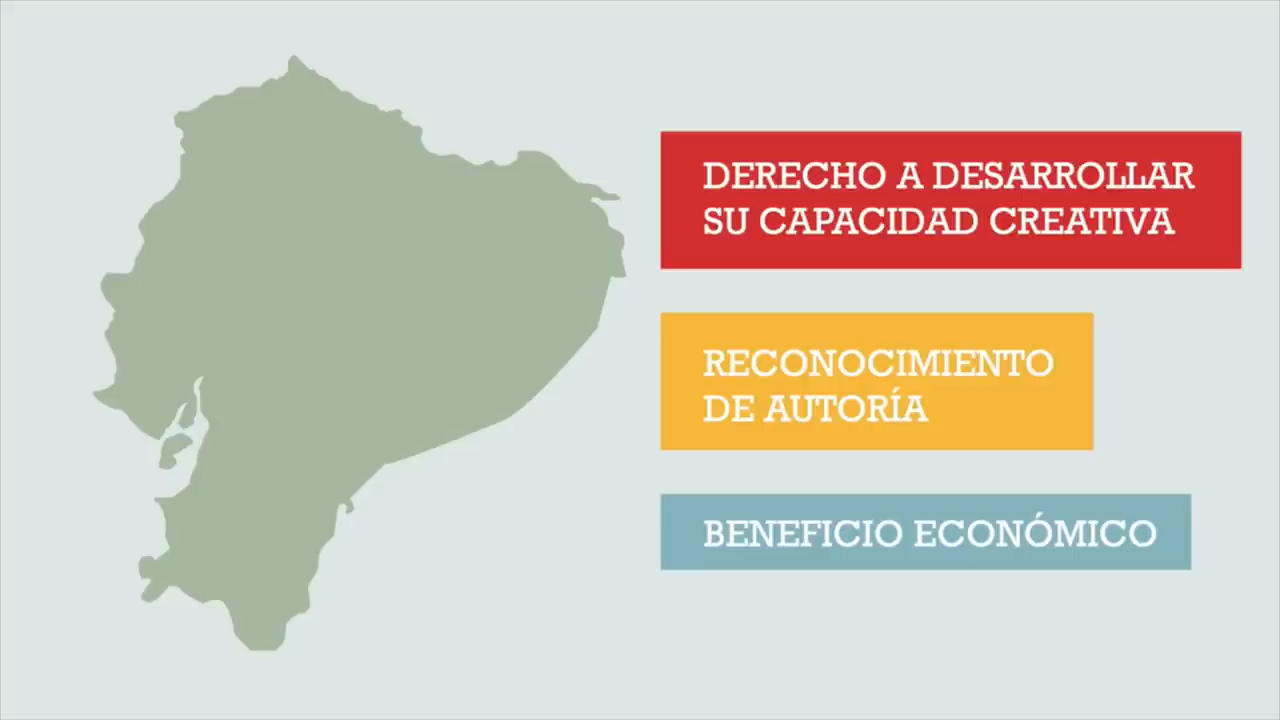 DERECHO A DESARROLLAR
SU CAPACIDAD CREATIVA
RECONOCIMIENTO
DE AUTORÍA
BENEFICIO ECONÓMICO